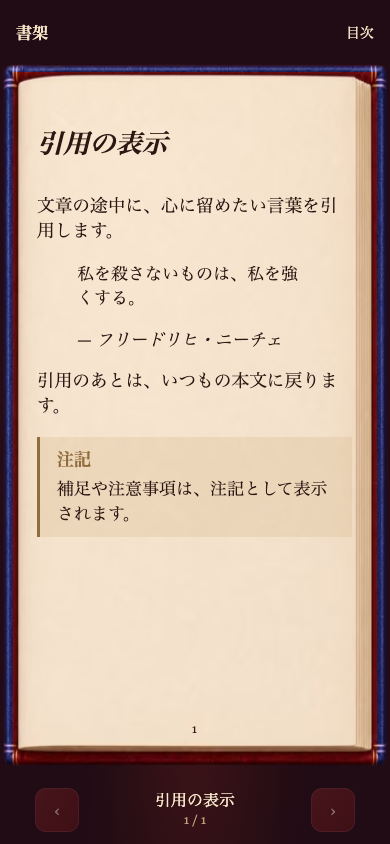 書架
目次
引用の表示
文章の途中に、心に留めたい言葉を引
用します。
私を殺さないものは、私を強
くする。
— フリードリヒ・ニーチェ
引用のあとは、いつもの本文に戻りま
す。
注記
補足や注意事項は、注記として表示
されます。
1
‹
引用の表示
1 / 1
›